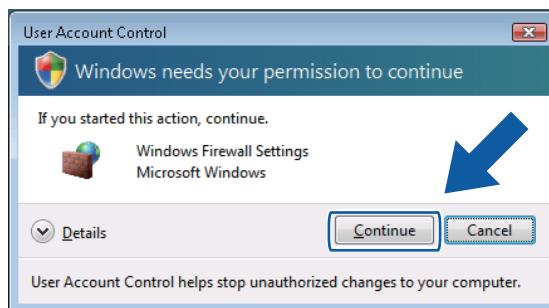 User Account Control
Windows needs your permission to continue
If you started this action, continue.
Windows Firewall Settings
Microsoft Windows
Details
Continue
Cancel
User Account Control helps stop unauthorized changes to your computer.